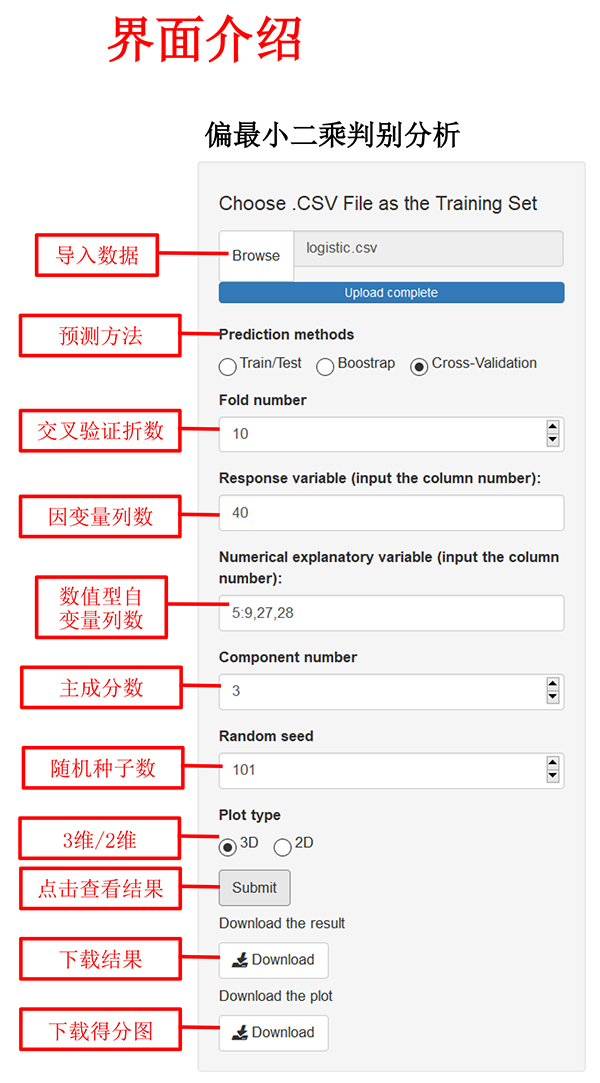 界面介绍
偏最小二乘判别分析
Choose .CSV File as the Training Set
导入数据
Browse
logistic.csv
Upload complete
预测方法
Prediction methods
Train/Test
Boostrap
Cross-Validation
Fold number
交叉验证折数
10
Response variable (input the column number):
因变量列数
40
Numerical explanatory variable (input the column
number):
数值型自
变量列数
5:9,27,28
Component number
主成分数
3
Random seed
随机种子数
101
Plot type
3维/2维
3D
2D
点击查看结果
Submit
Download the result
下载结果
Download
Download the plot
下载得分图
Download